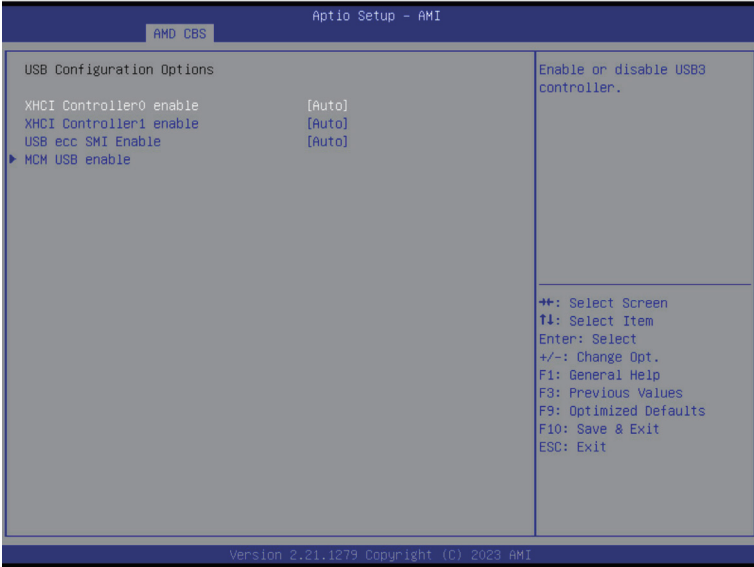 Aptio Setup - AMI
AMD CBS
USB Configuration Options
XHCI Controller0 enable [Auto]
XHCI Controller1 enable [Auto]
USB ecc SMI Enable [Auto]
MCM USB enable
Enable or disable USB3
controller.
→←: Select Screen
↑↓: Select Item
Enter: Select
+/-: Change Opt.
F1: General Help
F3: Previous Values
F9: Optimized Defaults
F10: Save & Exit
ESC: Exit
Version 2.21.1279 Copyright (C) 2023 AMI